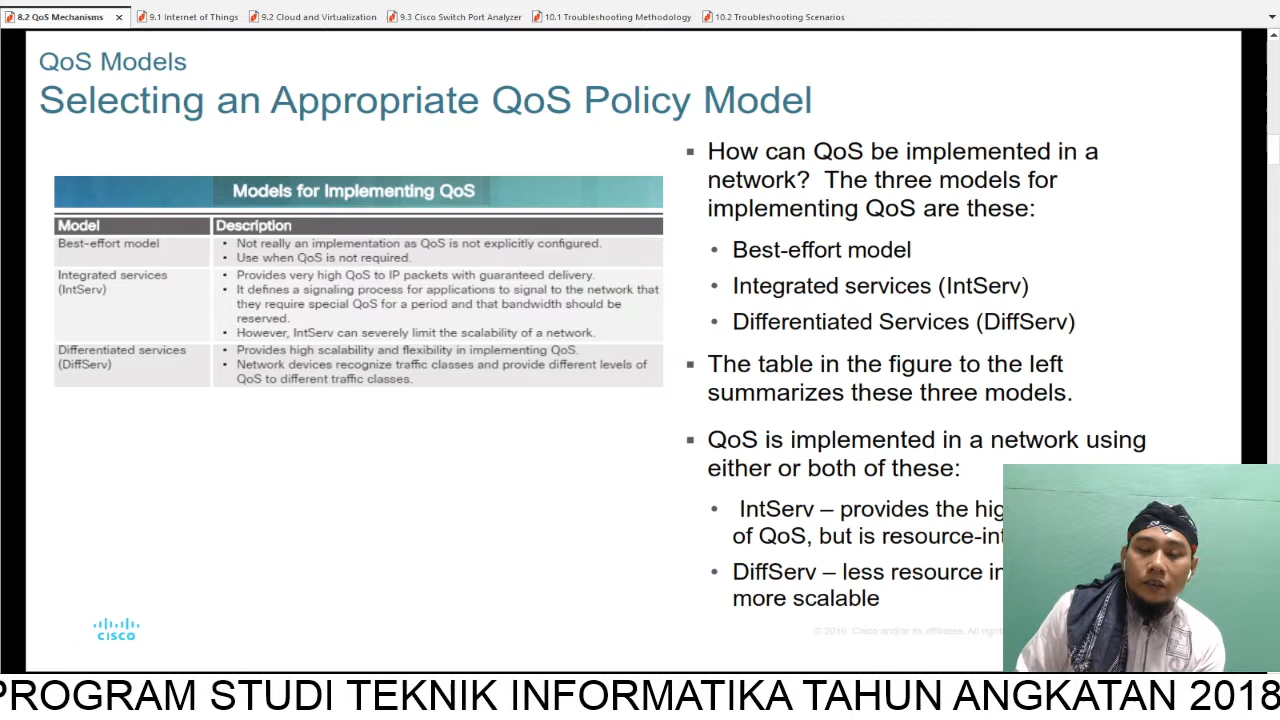 8.2 QoS Mechanisms
9.1 Internet of Things
9.2 Cloud and Virtualization
9.3 Cisco Switch Port Analyzer
10.1 Troubleshooting Methodology
10.2 Troubleshooting Scenarios
QoS Models
Selecting an Appropriate QoS Policy Model
Models for Implementing QoS
Model
Description
Best-effort model
• Not really an implementation as QoS is not explicitly configured.
• Use when QoS is not required.
Integrated services
(IntServ)
• Provides very high QoS to IP packets with guaranteed delivery.
• It defines a signaling process for applications to signal to the network that
they require special QoS for a period and that bandwidth should be
reserved.
• However, IntServ can severely limit the scalability of a network.
Differentiated services
(DiffServ)
• Provides high scalability and flexibility in implementing QoS.
• Network devices recognize traffic classes and provide different levels of
QoS to different traffic classes.
▪ How can QoS be implemented in a
network? The three models for
implementing QoS are these:
• Best-effort model
• Integrated services (IntServ)
• Differentiated Services (DiffServ)
▪ The table in the figure to the left
summarizes these three models.
▪ QoS is implemented in a network using
either or both of these:
• IntServ – provides the
of QoS, but is
• DiffServ – less resource
more scalable
CISCO
Cisco and/or its affiliates. All
PROGRAM STUDI TEKNIK INFORMATIKA TAHUN ANGKATAN 2018